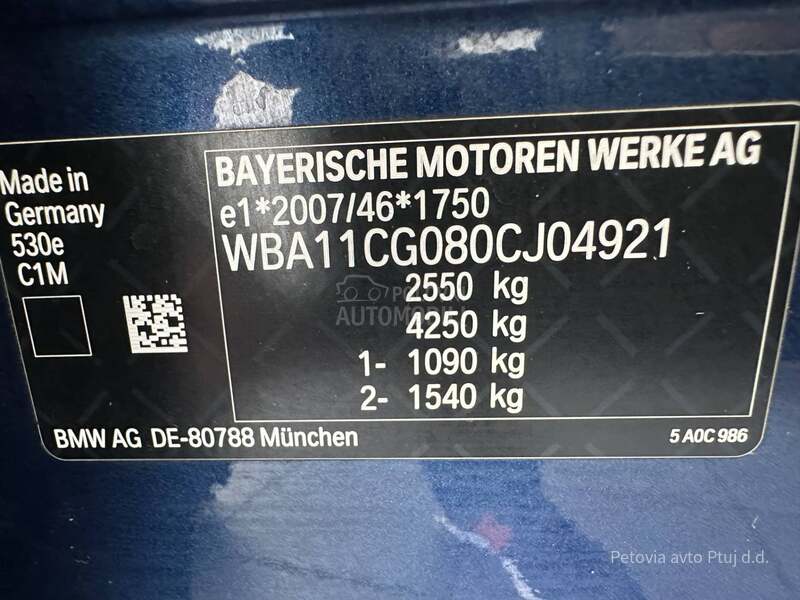 BAYERISCHE MOTOREN WERKE AG
e1*2007/46*1750
WBA11CG080CJ04921
2550 kg
4250 kg
1- 1090 kg
2- 1540 kg
Made in
Germany
530e
C1M
BMW AG DE-80788 München
5 A0C 986
AUTOMOBILI
Petovia avto Ptuj d.d.